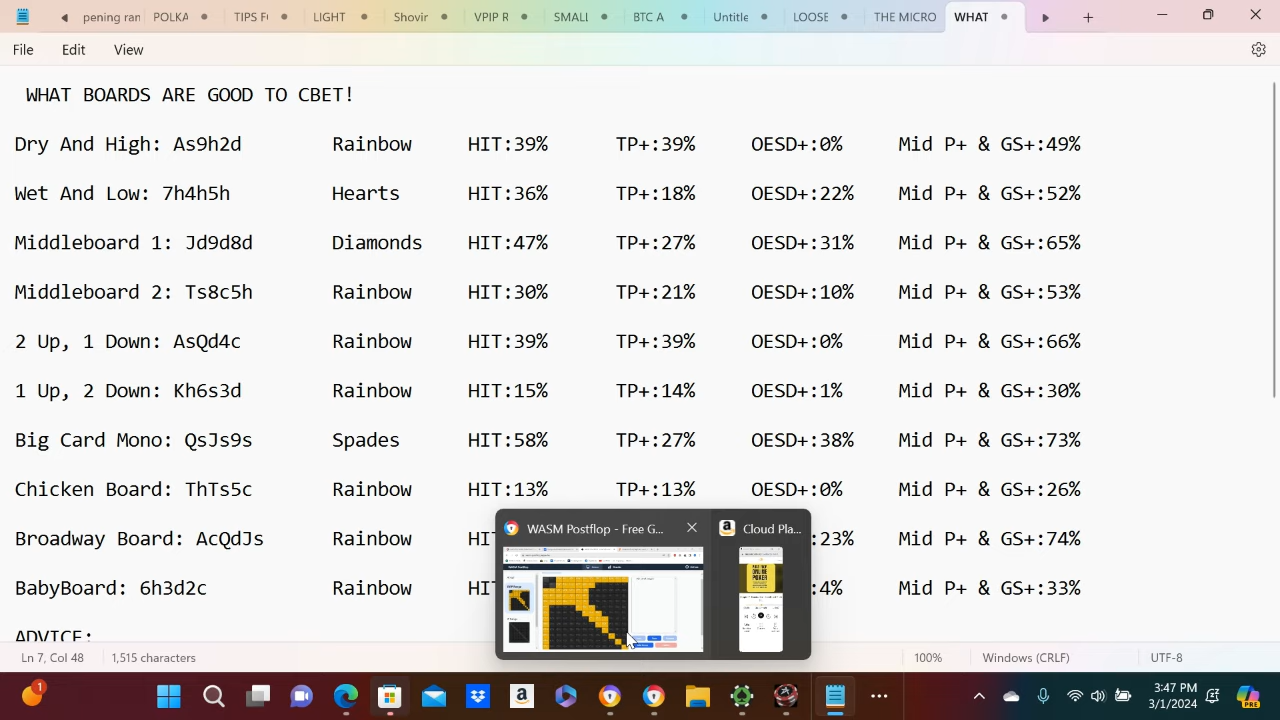 pening ran POLKA TIPS F LIGHT Shovir VPIP R SMALL BTC A Untitle LOOSE THE MICRO WHAT
File Edit View
WHAT BOARDS ARE GOOD TO CBET!
Dry And High: As9h2d Rainbow HIT:39% TP+:39% OESD+:0% Mid P+ & GS+:49%
Wet And Low: 7h4h5h Hearts HIT:36% TP+:18% OESD+:22% Mid P+ & GS+:52%
Middleboard 1: Jd9d8d Diamonds HIT:47% TP+:27% OESD+:31% Mid P+ & GS+:65%
Middleboard 2: Ts8c5h Rainbow HIT:30% TP+:21% OESD+:10% Mid P+ & GS+:53%
2 Up, 1 Down: AsQd4c Rainbow HIT:39% TP+:39% OESD+:0% Mid P+ & GS+:66%
1 Up, 2 Down: Kh6s3d Rainbow HIT:15% TP+:14% OESD+:1% Mid P+ & GS+:30%
Big Card Mono: QsJs9s Spades HIT:58% TP+:27% OESD+:38% Mid P+ & GS+:73%
Chicken Board: ThTs5c Rainbow HIT:13% TP+:13% OESD+:0% Mid P+ & GS+:26%
WASM Postflop - Free G... Cloud Pla...
Broadway Board: AcQdJs Rainbow HI :23% Mid P+ & GS+:74%
BabyBoard: 6h3d2c Rainbow HI :4% Mid P+ & GS+:33%
ADVICE:
Ln 7, Col 48 1,515 characters 100% Windows (CRLF) UTF-8
3:47 PM
3/1/2024